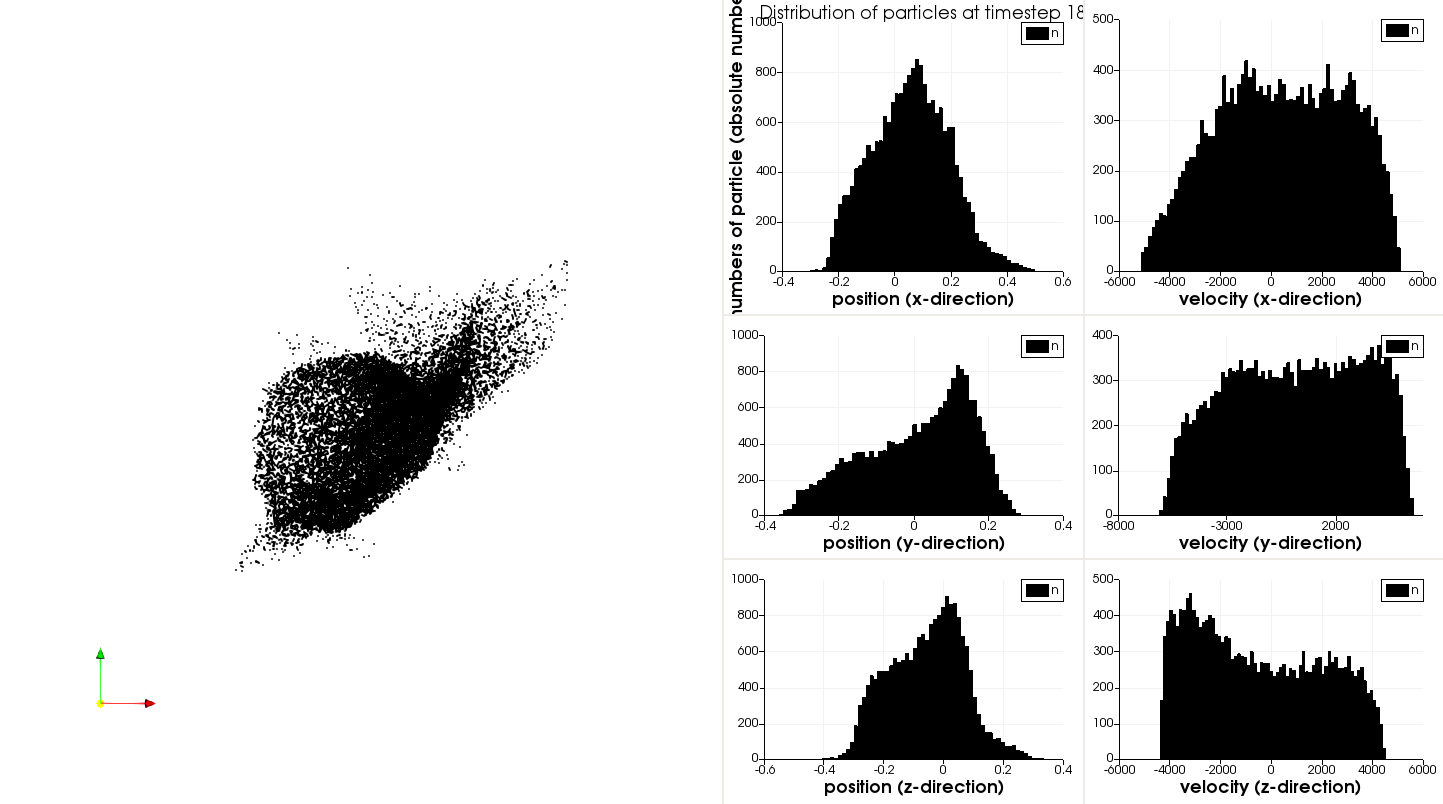 Distribution of particles at timestep 18
numbers of particle (absolute numbe
1000
800
600
400
200
0
-0.4 -0.2 0 0.2 0.4 0.6
position (x-direction)
n
500
400
300
200
100
0
-6000 -4000 -2000 0 2000 4000 6000
velocity (x-direction)
n
1000
800
600
400
200
0
-0.4 -0.2 0 0.2 0.4
position (y-direction)
n
400
300
200
100
0
-8000 -3000 2000
velocity (y-direction)
n
1000
800
600
400
200
0
-0.6 -0.4 -0.2 0 0.2 0.4
position (z-direction)
n
500
400
300
200
100
0
-6000 -4000 -2000 0 2000 4000 6000
velocity (z-direction)
n